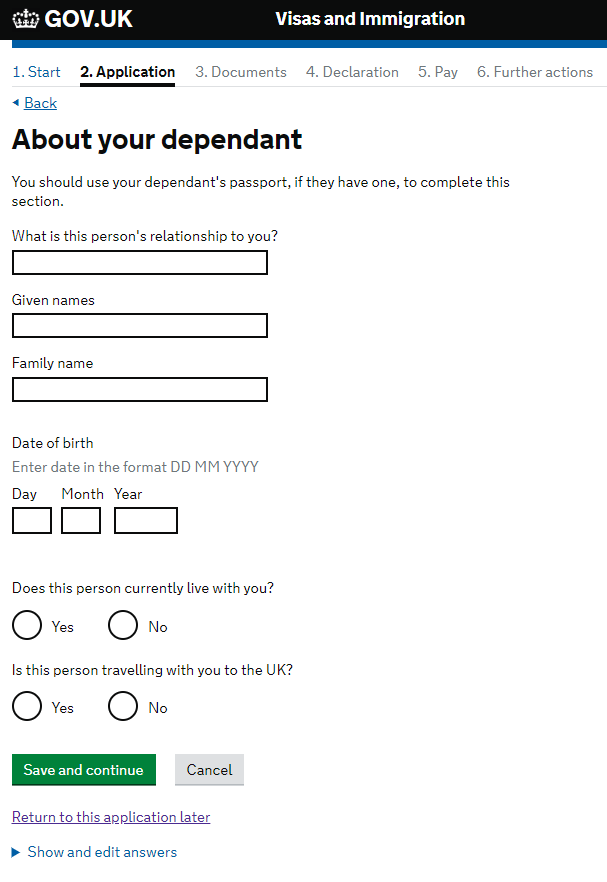 GOV.UK Visas and Immigration
1. Start 2. Application 3. Documents 4. Declaration 5. Pay 6. Further actions
Back
About your dependant
You should use your dependant's passport, if they have one, to complete this
section.
What is this person's relationship to you?
Given names
Family name
Date of birth
Enter date in the format DD MM YYYY
Day Month Year
Does this person currently live with you?
Yes No
Is this person travelling with you to the UK?
Yes No
Save and continue Cancel
Return to this application later
Show and edit answers